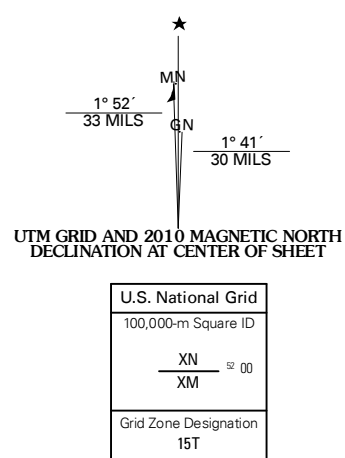 ★
MN
1° 52´
33 MILS
GN
1° 41´
30 MILS
UTM GRID AND 2010 MAGNETIC NORTH
DECLINATION AT CENTER OF SHEET
U.S. National Grid
100,000-m Square ID
XN
52 00
XM
Grid Zone Designation
15T